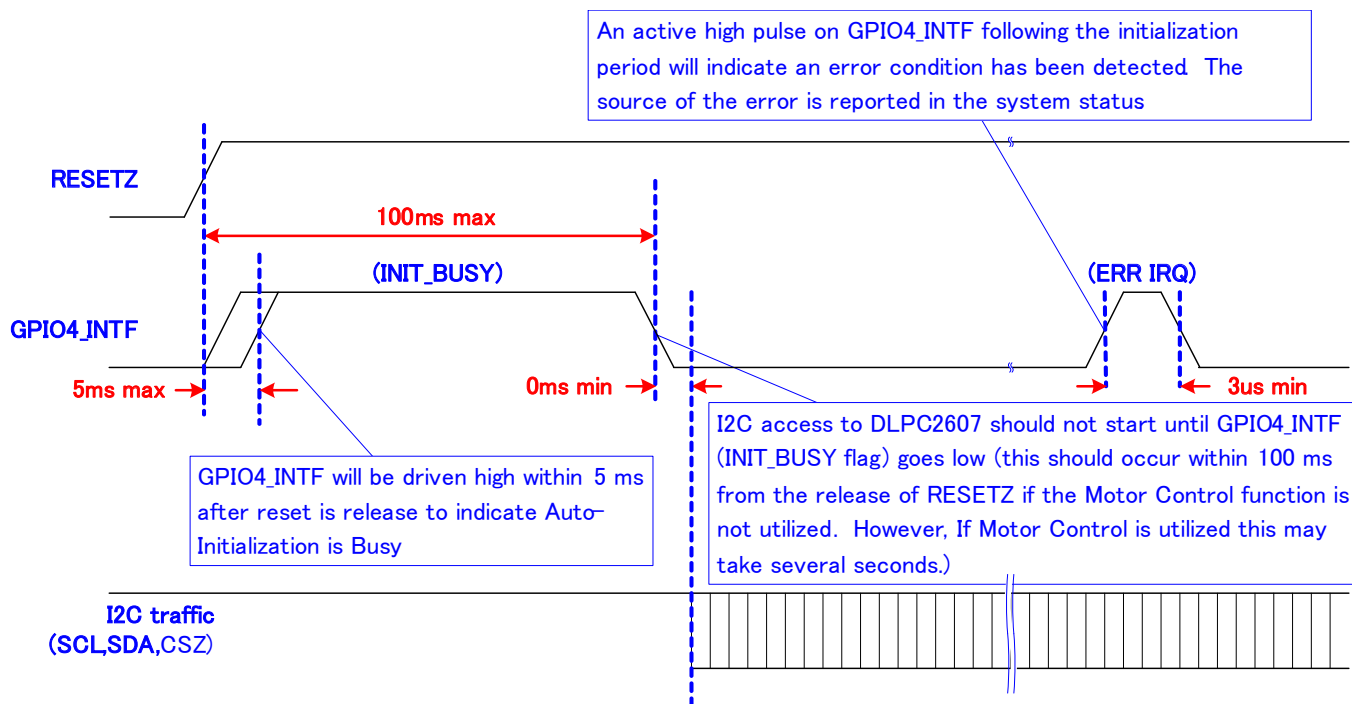 An active high pulse on GPIO4_INTF following the initialization
period will indicate an error condition has been detected. The
source of the error is reported in the system status
RESETZ
100ms max
(INIT_BUSY)
(ERR IRQ)
GPIO4_INTF
5ms max
0ms min
3us min
GPIO4_INTF will be driven high within 5 ms
after reset is release to indicate Auto-
Initialization is Busy
I2C access to DLPC2607 should not start until GPIO4_INTF
(INIT_BUSY flag) goes low (this should occur within 100 ms
from the release of RESETZ if the Motor Control function is
not utilized. However, If Motor Control is utilized this may
take several seconds.)
I2C traffic
(SCL,SDA,CSZ)